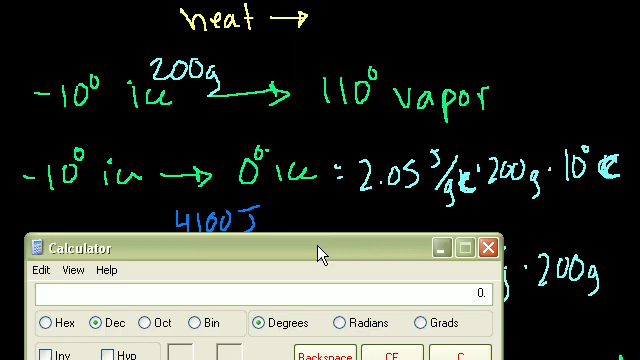 heat →
200g
-10° ice → 110° vapor
-10° ice → 0° ice = 2.05 J/gC · 200g · 10° C
4100 J
g · 200g
Calculator
Edit View Help
0.
Hex Dec Oct Bin Degrees Radians Grads
Inv Hyp Backspace CE C